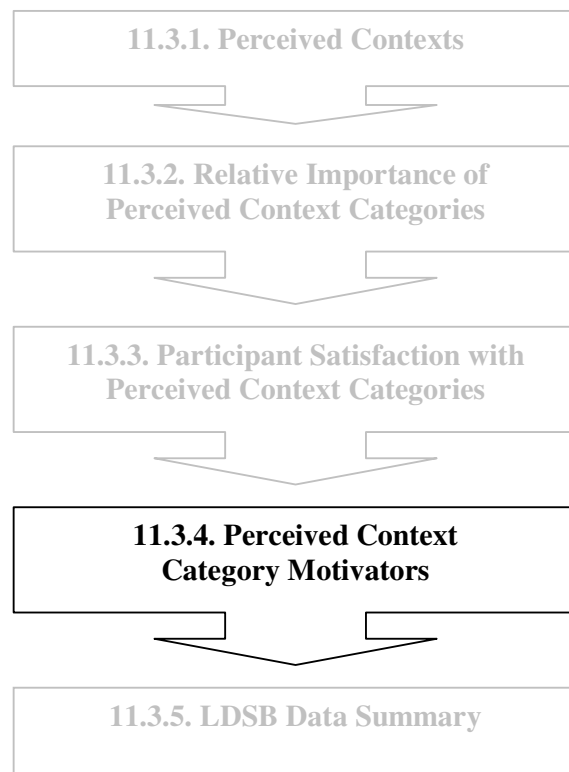 11.3.1. Perceived Contexts
11.3.2. Relative Importance of
Perceived Context Categories
11.3.3. Participant Satisfaction with
Perceived Context Categories
11.3.4. Perceived Context
Category Motivators
11.3.5. LDSB Data Summary